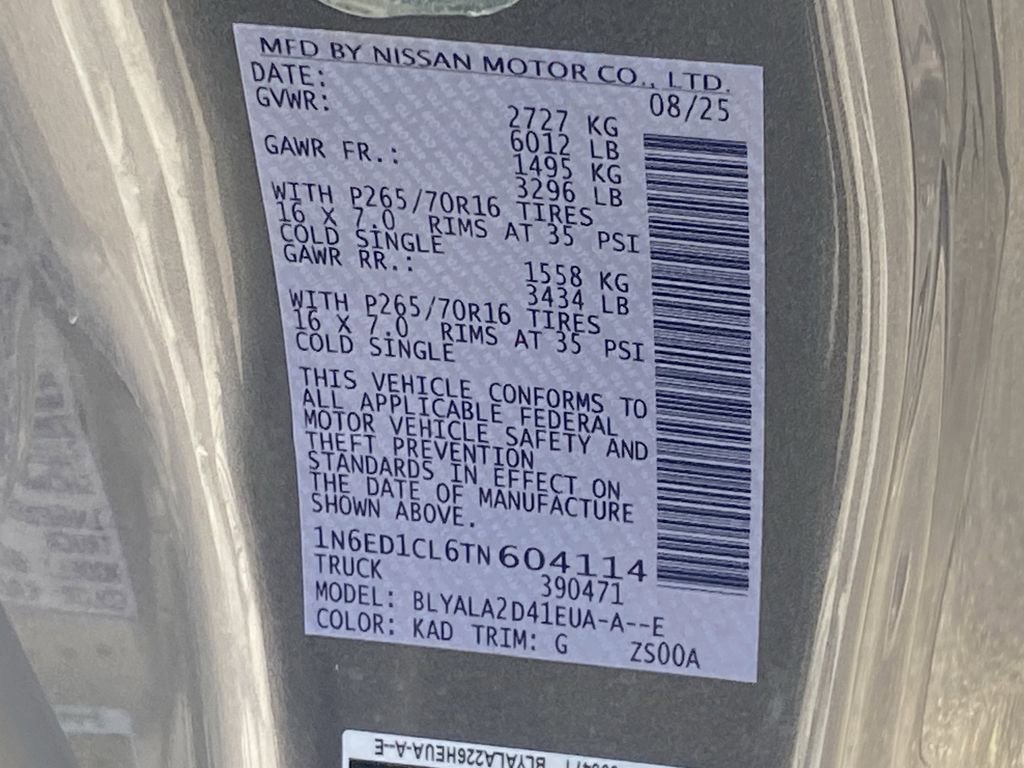 MFD BY NISSAN MOTOR CO., LTD.
DATE: 08/25
GVWR: 2727 KG
6012 LB
GAWR FR.: 1495 KG
3296 LB
WITH P265/70R16 TIRES
16 X 7.0 RIMS AT 35 PSI
COLD SINGLE
GAWR RR.: 1558 KG
3434 LB
WITH P265/70R16 TIRES
16 X 7.0 RIMS AT 35 PSI
COLD SINGLE
THIS VEHICLE CONFORMS TO
ALL APPLICABLE FEDERAL
MOTOR VEHICLE SAFETY AND
THEFT PREVENTION
STANDARDS IN EFFECT ON
THE DATE OF MANUFACTURE
SHOWN ABOVE.
1N6ED1CL6TN604114
TRUCK 390471
MODEL: BLYALA2D41EUA-A--E
COLOR: KAD TRIM: G ZS00A
BLYALA226HEUA-A--E